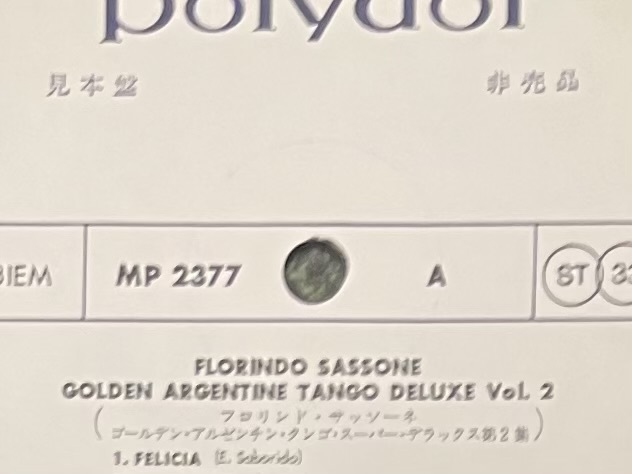 polydor
見本盤 非売品
BIEM MP 2377 A ST 33
FLORINDO SASSONE
GOLDEN ARGENTINE TANGO DELUXE Vol. 2
(フロリンド・サッソーネ
ゴールデン・アルゼンチン・タンゴ・スーパー・デラックス第2集)
1. FELICIA (E. Saborido)